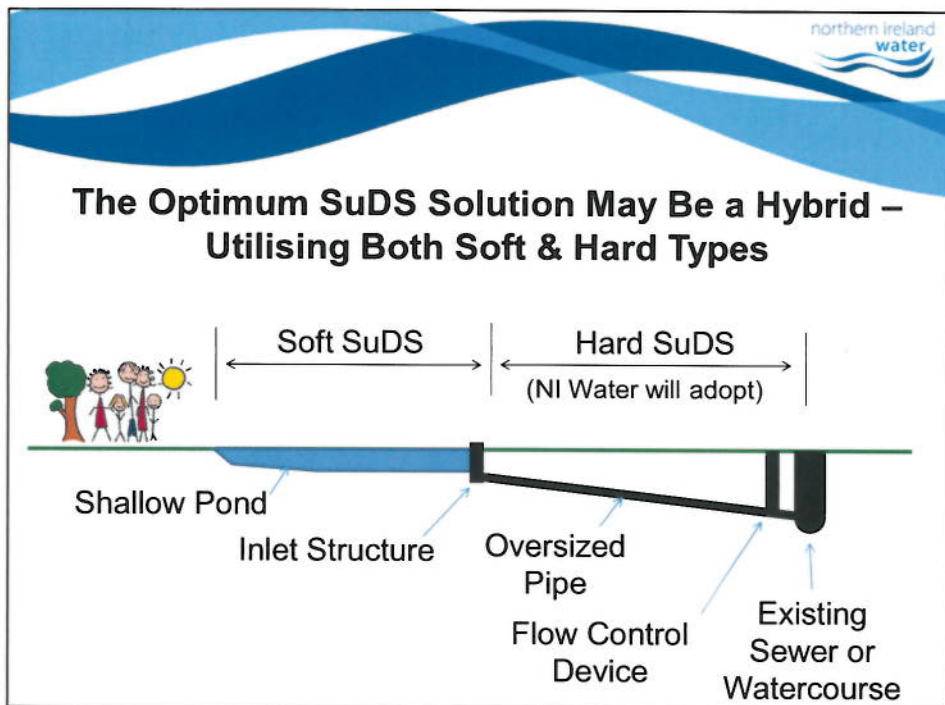 northern ireland
water
The Optimum SuDS Solution May Be a Hybrid –
Utilising Both Soft & Hard Types
Soft SuDS
Hard SuDS
(NI Water will adopt)
Shallow Pond
Inlet Structure
Oversized
Pipe
Flow Control
Device
Existing
Sewer or
Watercourse